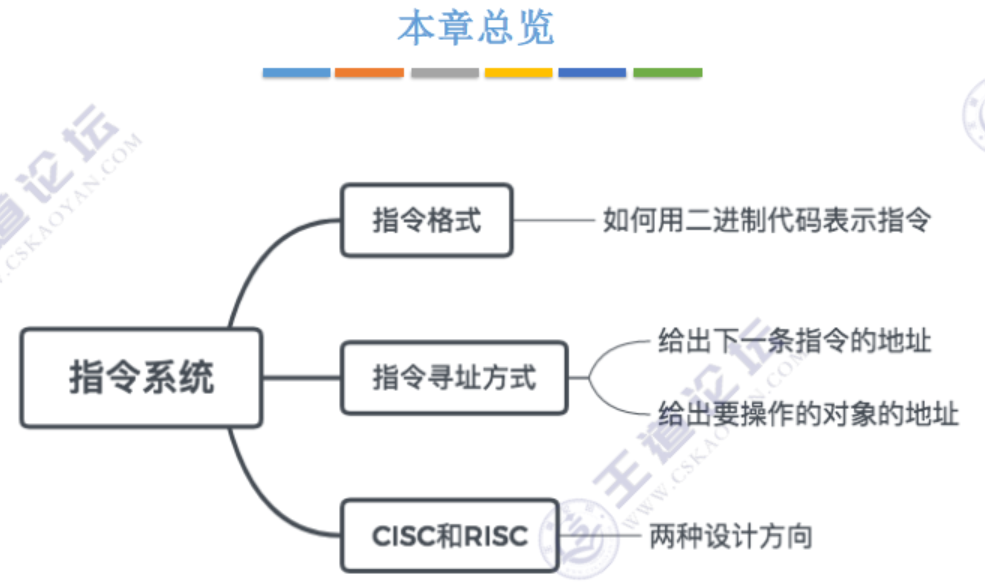 本章总览
指令格式
如何用二进制代码表示指令
指令系统
指令寻址方式
给出下一条指令的地址
给出要操作的对象的地址
CISC和RISC
两种设计方向
王道论坛
WWW.CSKAOYAN.COM
道论坛
W.CSKAOYAN.COM